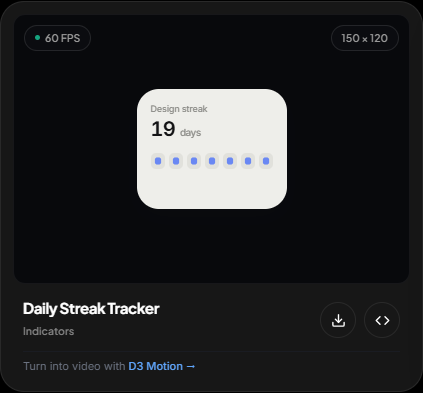 60 FPS
150 × 120
Design streak
19 days
Daily Streak Tracker
Indicators
Turn into video with D3 Motion →